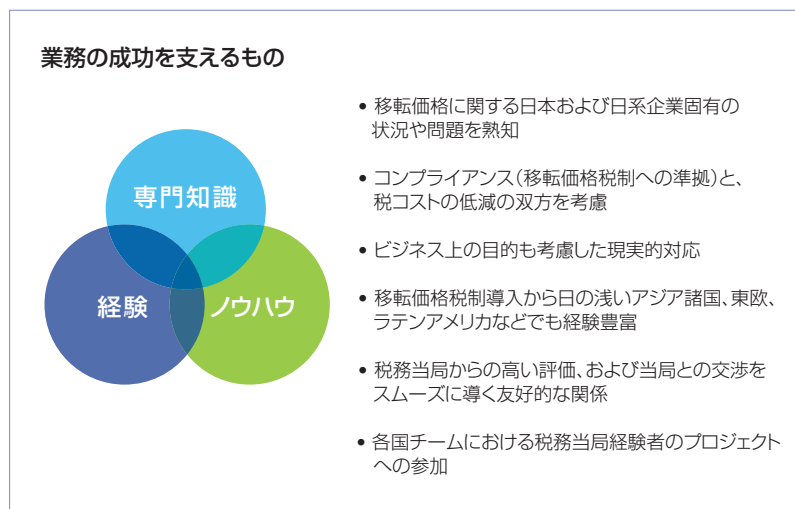 業務の成功を支えるもの
専門知識
経験
ノウハウ
• 移転価格に関する日本および日系企業固有の
状況や問題を熟知
• コンプライアンス（移転価格税制への準拠）と、
税コストの低減の双方を考慮
• ビジネス上の目的も考慮した現実的対応
• 移転価格税制導入から日の浅いアジア諸国、東欧、
ラテンアメリカなどでも経験豊富
• 税務当局からの高い評価、および当局との交渉を
スムーズに導く友好的な関係
• 各国チームにおける税務当局経験者のプロジェクト
への参加